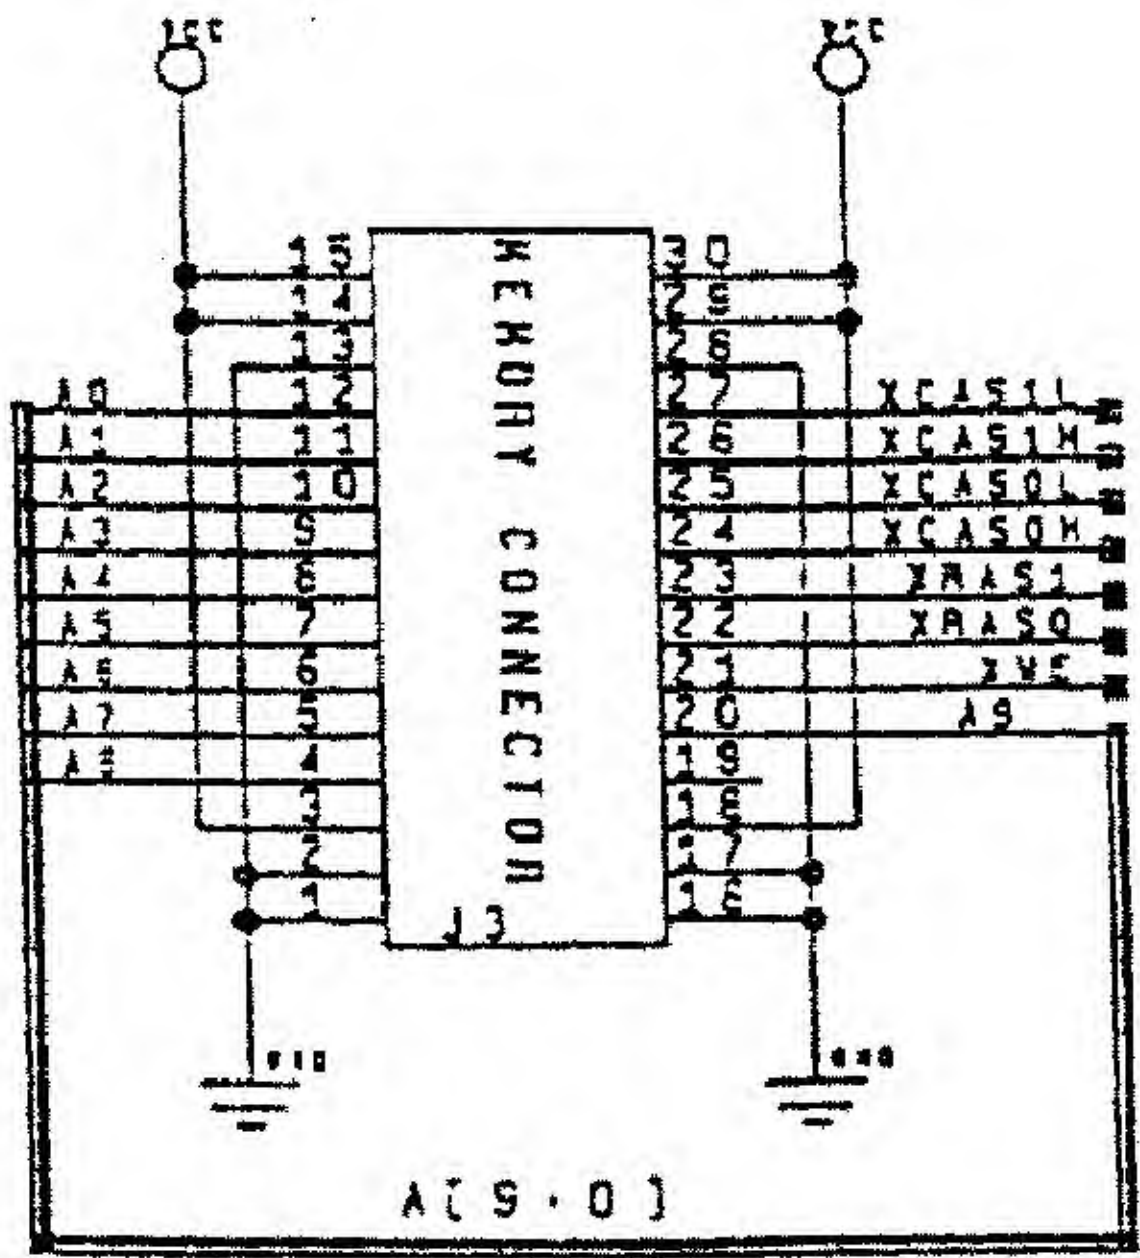 VCC VCC
15 30
14 29
13 28
A0 12 27 XCAS1L
A1 11 26 XCAS1H
A2 10 25 XCAS0L
A3 9 24 XCAS0H
A4 8 23 XRAS1
A5 7 22 XRAS0
A6 6 21
A7 5 20 A9
A8 4 19
3 18
2 17
1 16
MEMORY CONNECTION
J3
GND
A[9.0]